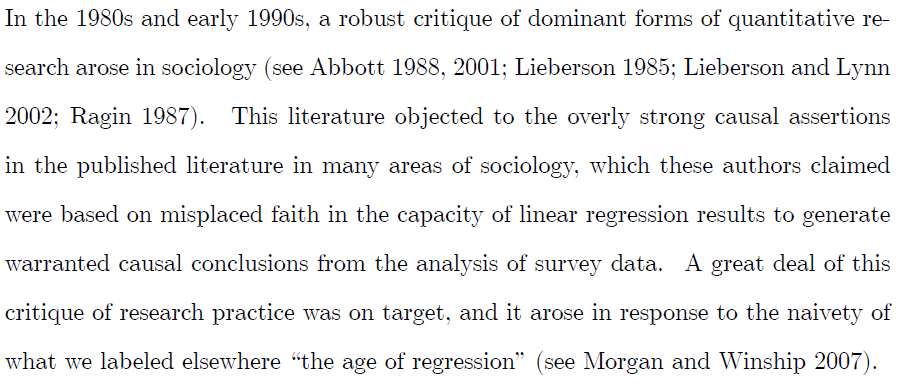 In the 1980s and early 1990s, a robust critique of dominant forms of quantitative re-
search arose in sociology (see Abbott 1988, 2001; Lieberson 1985; Lieberson and Lynn
2002; Ragin 1987). This literature objected to the overly strong causal assertions
in the published literature in many areas of sociology, which these authors claimed
were based on misplaced faith in the capacity of linear regression results to generate
warranted causal conclusions from the analysis of survey data. A great deal of this
critique of research practice was on target, and it arose in response to the naivety of
what we labeled elsewhere “the age of regression” (see Morgan and Winship 2007).